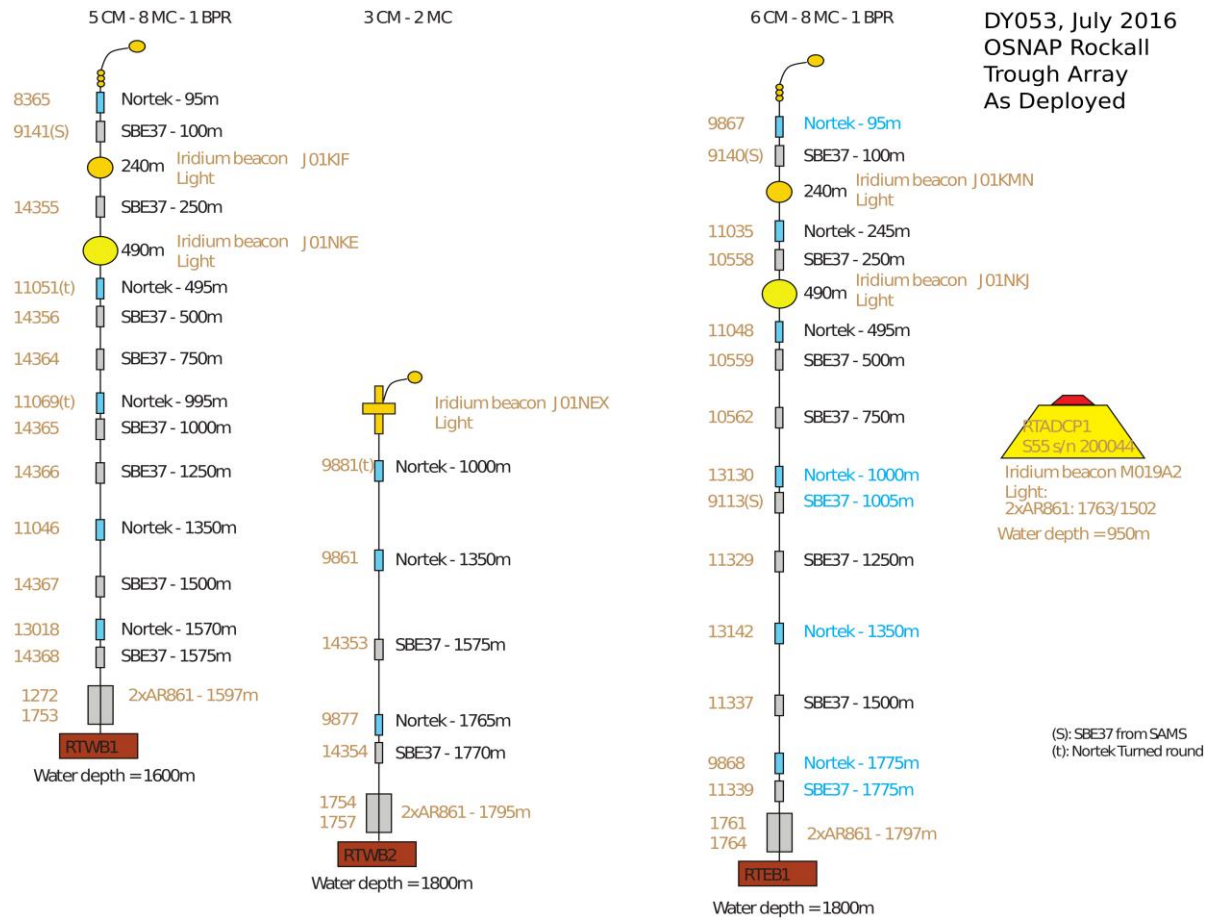 5 CM - 8 MC - 1 BPR
8365 Nortek - 95m
9141(S) SBE37 - 100m
240m Iridium beacon J01KIF
Light
14355 SBE37 - 250m
490m Iridium beacon J01NKE
Light
11051(t) Nortek - 495m
14356 SBE37 - 500m
14364 SBE37 - 750m
11069(t) Nortek - 995m
14365 SBE37 - 1000m
14366 SBE37 - 1250m
11046 Nortek - 1350m
14367 SBE37 - 1500m
13018 Nortek - 1570m
14368 SBE37 - 1575m
1272 2xAR861 - 1597m
1753
RTWB1
Water depth = 1600m
3 CM - 2 MC
Iridium beacon J01NEX
Light
9881(t) Nortek - 1000m
9861 Nortek - 1350m
14353 SBE37 - 1575m
9877 Nortek - 1765m
14354 SBE37 - 1770m
1754 2xAR861 - 1795m
1757
RTWB2
Water depth = 1800m
6 CM - 8 MC - 1 BPR
9867 Nortek - 95m
9140(S) SBE37 - 100m
240m Iridium beacon J01KMN
Light
11035 Nortek - 245m
10558 SBE37 - 250m
490m Iridium beacon J01NKJ
Light
11048 Nortek - 495m
10559 SBE37 - 500m
10562 SBE37 - 750m
13130 Nortek - 1000m
9113(S) SBE37 - 1005m
11329 SBE37 - 1250m
13142 Nortek - 1350m
11337 SBE37 - 1500m
9868 Nortek - 1775m
11339 SBE37 - 1775m
1761 2xAR861 - 1797m
1764
RTEB1
Water depth = 1800m
DY053, July 2016
OSNAP Rockall
Trough Array
As Deployed
RTADCP1
S55 s/n 200044
Iridium beacon M019A2
Light:
2xAR861: 1763/1502
Water depth = 950m
(S): SBE37 from SAMS
(t): Nortek Turned round